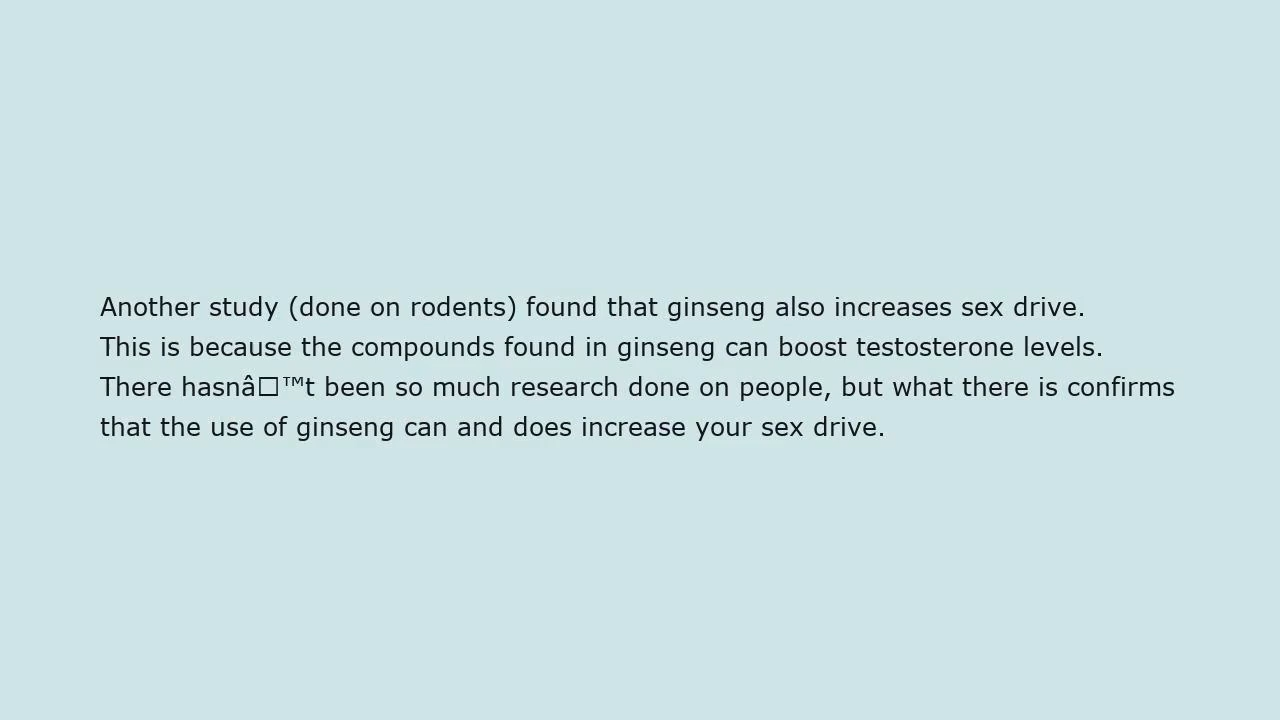 Another study (done on rodents) found that ginseng also increases sex drive.
This is because the compounds found in ginseng can boost testosterone levels.
There hasnâ□™t been so much research done on people, but what there is confirms
that the use of ginseng can and does increase your sex drive.